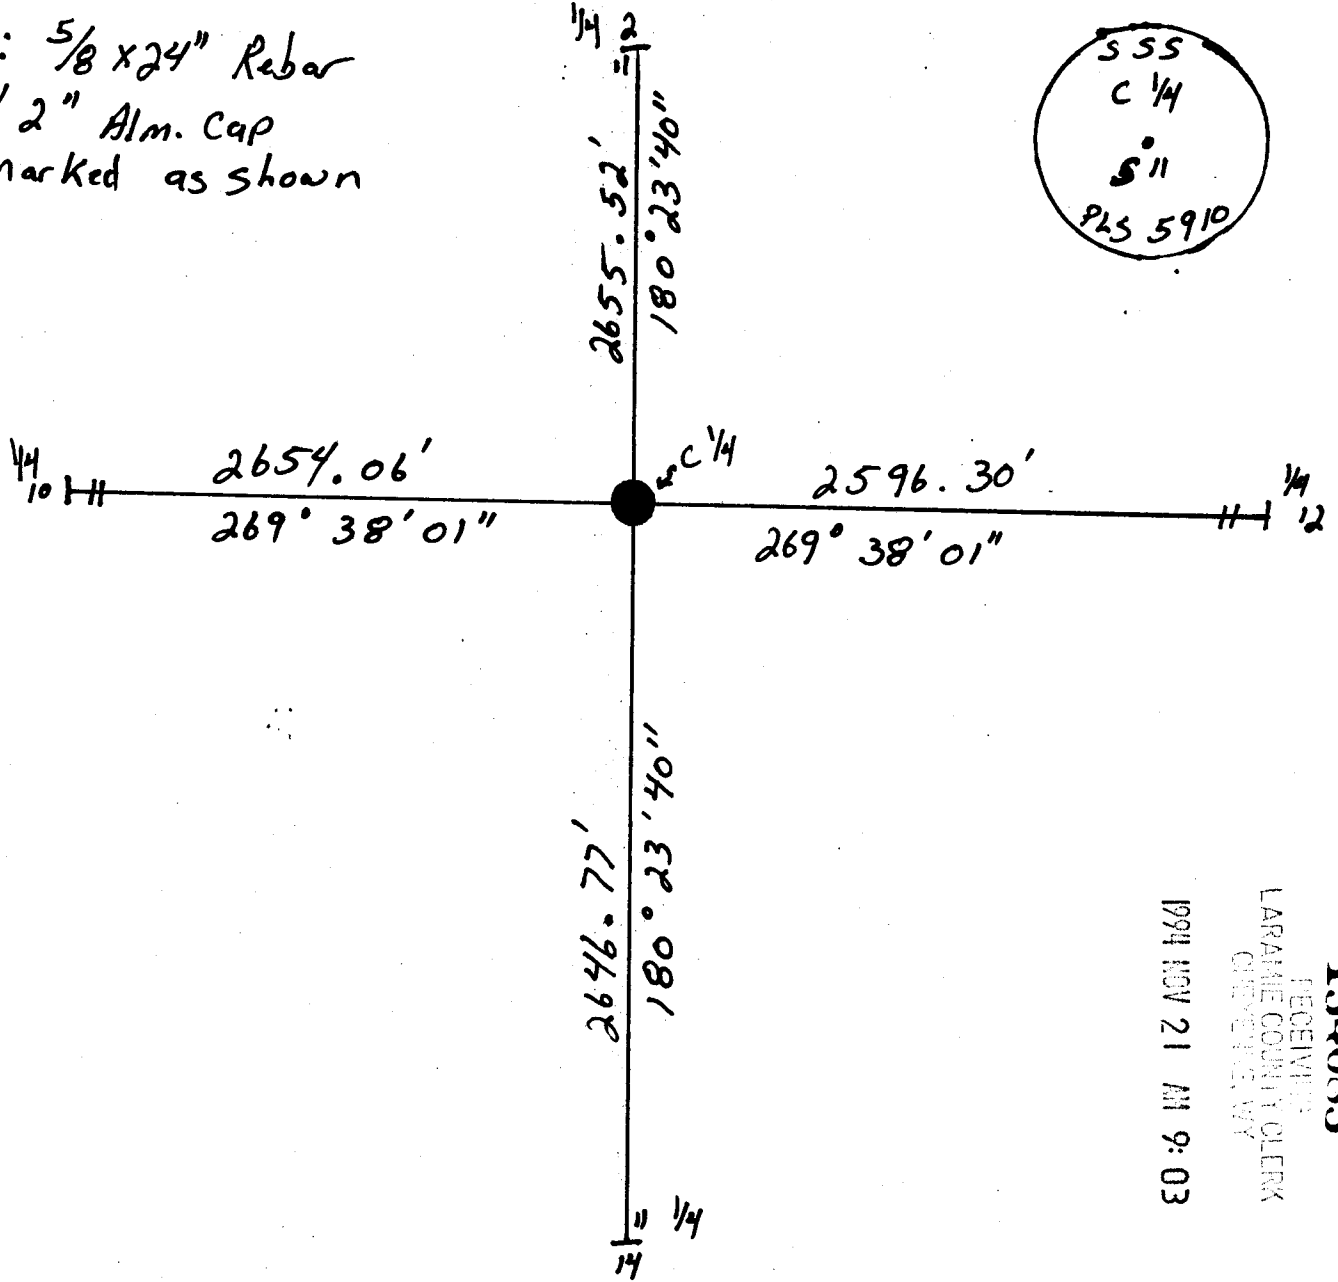 : 5/8 x 24" Rebar
2" Alm. Cap
marked as shown
1/4 2
11
2655.52'
180° 23' 40"
SSS
C 1/4
S 11
PLS 5910
1/4
10
2654.06'
269° 38' 01"
C 1/4
2596.30'
269° 38' 01"
1/4
12
2646.77'
180° 23' 40"
11 1/4
14
RECEIVED
LARAMIE COUNTY CLERK
CHEYENNE, WY
1994 NOV 21 AM 9:03